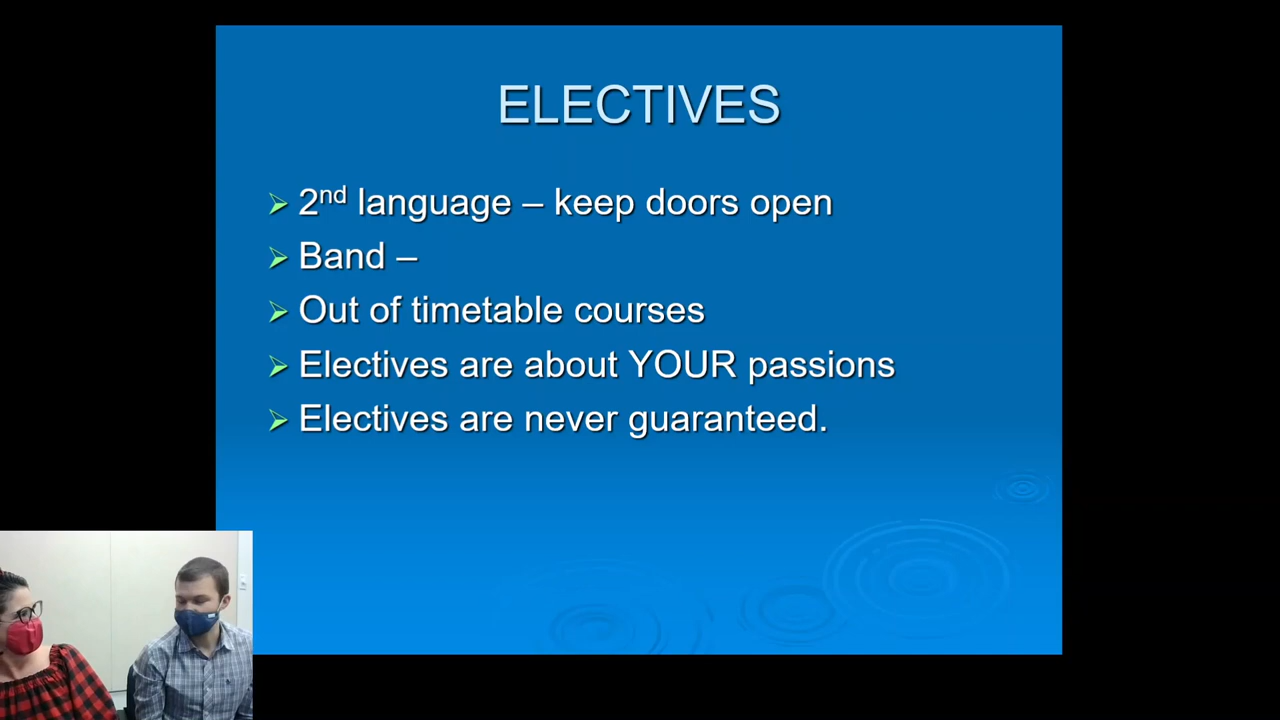 ELECTIVES
2nd language – keep doors open
Band –
Out of timetable courses
Electives are about YOUR passions
Electives are never guaranteed.